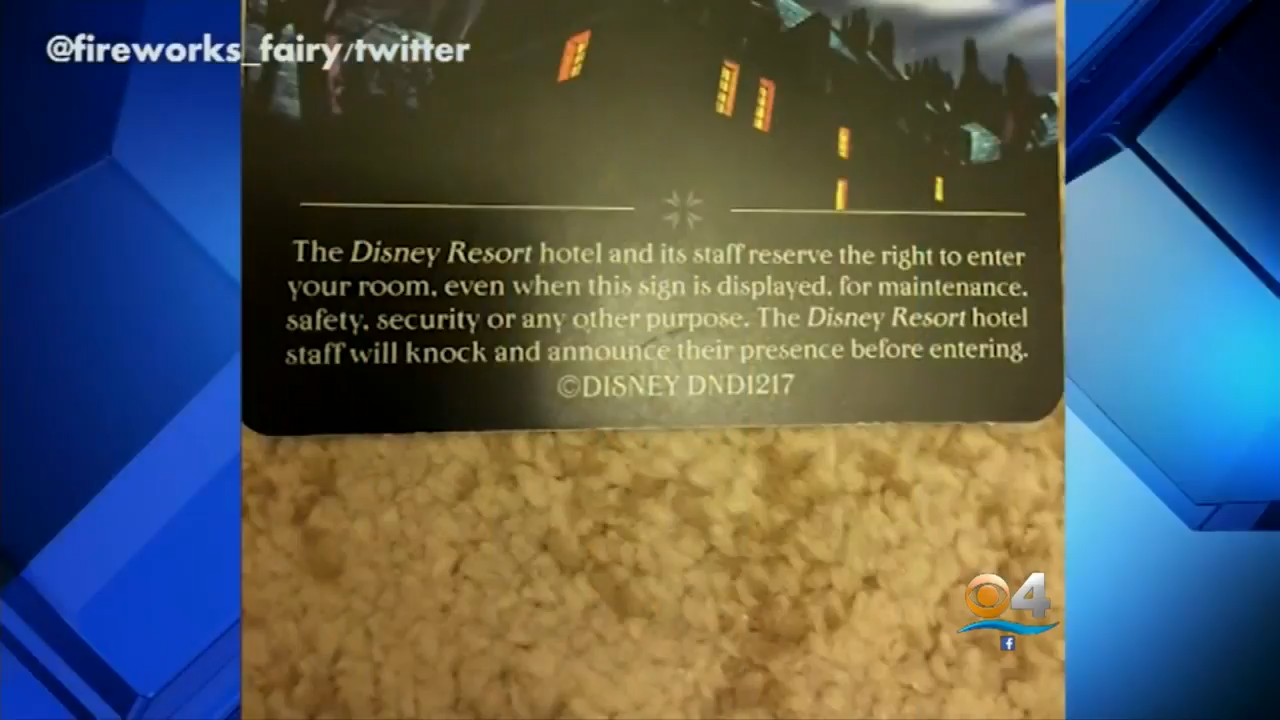 @fireworks_fairy/twitter
The Disney Resort hotel and its staff reserve the right to enter
your room, even when this sign is displayed, for maintenance,
safety, security or any other purpose. The Disney Resort hotel
staff will knock and announce their presence before entering.
©DISNEY DND1217
4
f